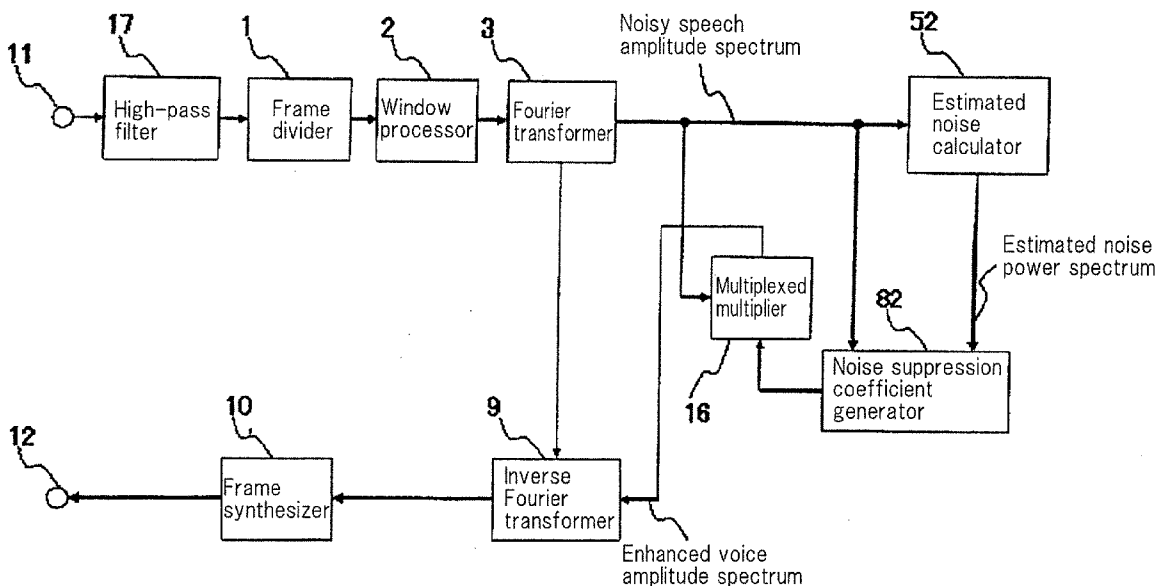 17
1
2
3
Noisy speech
amplitude spectrum
52
11
High-pass
filter
Frame
divider
Window
processor
Fourier
transformer
Estimated
noise
calculator
Estimated noise
power spectrum
Multiplexed
multiplier
82
16
Noise suppression
coefficient
generator
12
10
9
Frame
synthesizer
Inverse
Fourier
transformer
Enhanced voice
amplitude spectrum